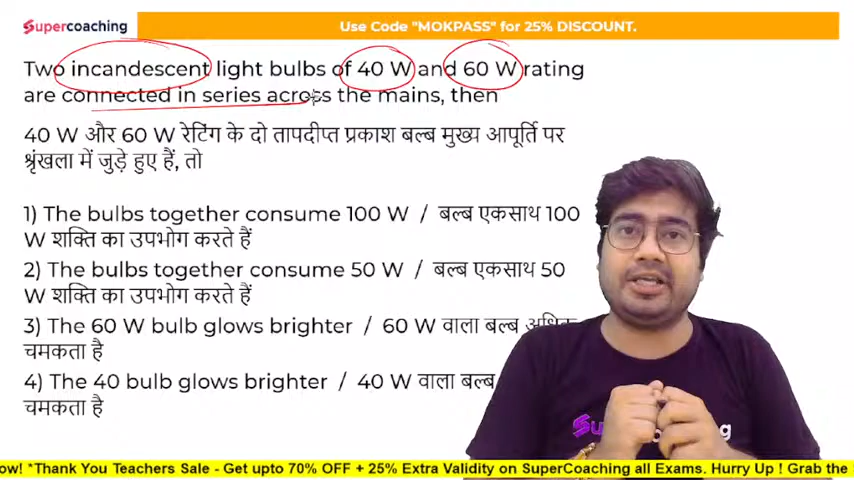 Supercoaching
Use Code "MOKPASS" for 25% DISCOUNT.
Two incandescent light bulbs of 40 W and 60 W rating
are connected in series across the mains, then
40 W और 60 W रेटिंग के दो तापदीप्त प्रकाश बल्ब मुख्य आपूर्ति पर
श्रृंखला में जुड़े हुए हैं, तो
1) The bulbs together consume 100 W / बल्ब एकसाथ 100
W शक्ति का उपभोग करते हैं
2) The bulbs together consume 50 W / बल्ब एकसाथ 50
W शक्ति का उपभोग करते हैं
3) The 60 W bulb glows brighter / 60 W वाला बल्ब अधिक
चमकता है
4) The 40 bulb glows brighter / 40 W वाला बल्ब
चमकता है
ow! *Thank You Teachers Sale - Get upto 70% OFF + 25% Extra Validity on SuperCoaching all Exams. Hurry Up ! Grab the